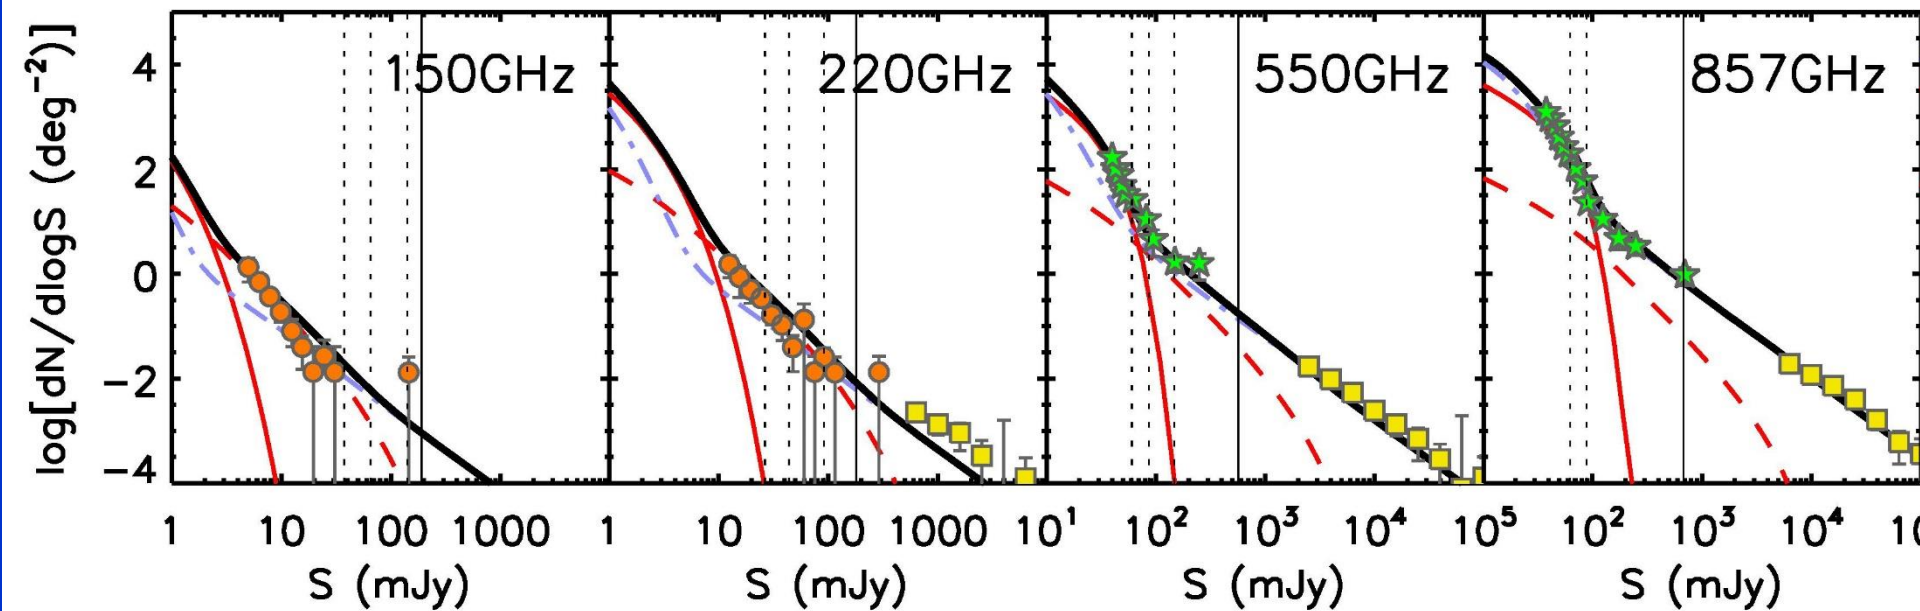 log[dN/dlogS (deg⁻²)]
150GHz 220GHz 550GHz 857GHz
4
2
0
−2
−4
1 10 100 1000 1 10 100 1000 10¹ 10² 10³ 10⁴ 10⁵ 10² 10³ 10⁴
S (mJy) S (mJy) S (mJy) S (mJy)